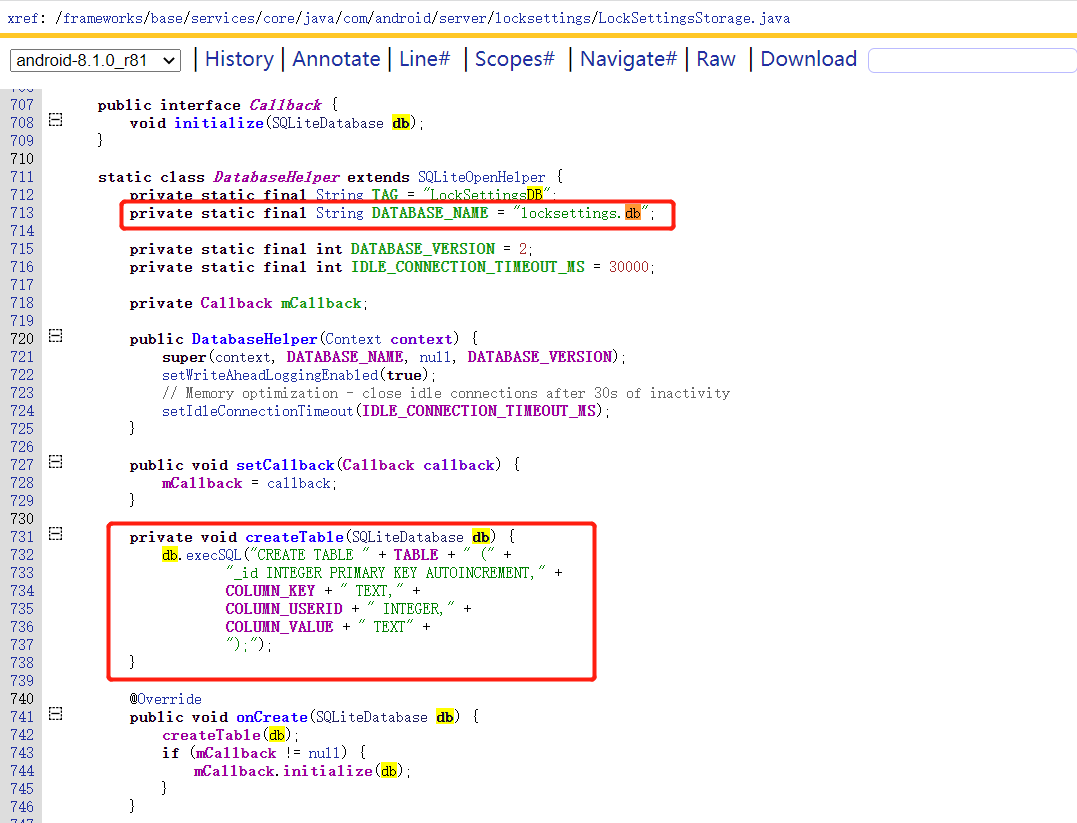 xref: /frameworks/base/services/core/java/com/android/server/locksettings/LockSettingsStorage.java
android-8.1.0_r81 | History | Annotate | Line# | Scopes# | Navigate# | Raw | Download
707 public interface Callback {
708 void initialize(SQLiteDatabase db);
709 }
710
711 static class DatabaseHelper extends SQLiteOpenHelper {
712 private static final String TAG = "LockSettingsDB";
713 private static final String DATABASE_NAME = "locksettings.db";
714
715 private static final int DATABASE_VERSION = 2;
716 private static final int IDLE_CONNECTION_TIMEOUT_MS = 30000;
717
718 private Callback mCallback;
719
720 public DatabaseHelper(Context context) {
721 super(context, DATABASE_NAME, null, DATABASE_VERSION);
722 setWriteAheadLoggingEnabled(true);
723 // Memory optimization - close idle connections after 30s of inactivity
724 setIdleConnectionTimeout(IDLE_CONNECTION_TIMEOUT_MS);
725 }
726
727 public void setCallback(Callback callback) {
728 mCallback = callback;
729 }
730
731 private void createTable(SQLiteDatabase db) {
732 db.execSQL("CREATE TABLE " + TABLE + " (" +
733 "_id INTEGER PRIMARY KEY AUTOINCREMENT," +
734 COLUMN_KEY + " TEXT," +
735 COLUMN_USERID + " INTEGER," +
736 COLUMN_VALUE + " TEXT" +
737 ");");
738 }
739
740 @Override
741 public void onCreate(SQLiteDatabase db) {
742 createTable(db);
743 if (mCallback != null) {
744 mCallback.initialize(db);
745 }
746 }